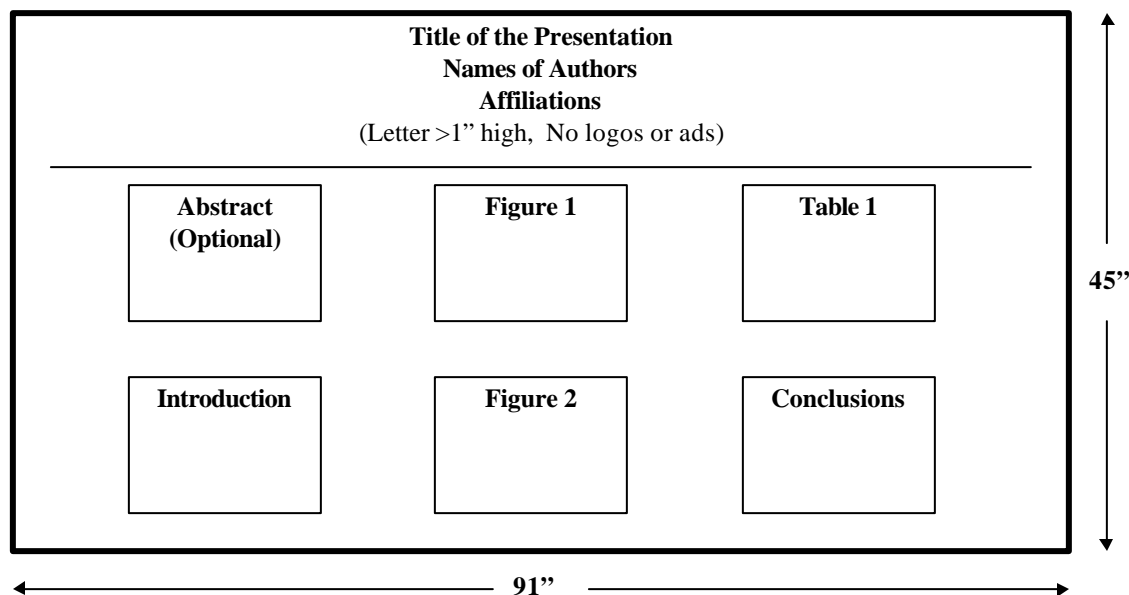 Title of the Presentation
Names of Authors
Affiliations
(Letter >1” high, No logos or ads)
Abstract
(Optional)
Figure 1
Table 1
45”
Introduction
Figure 2
Conclusions
91”